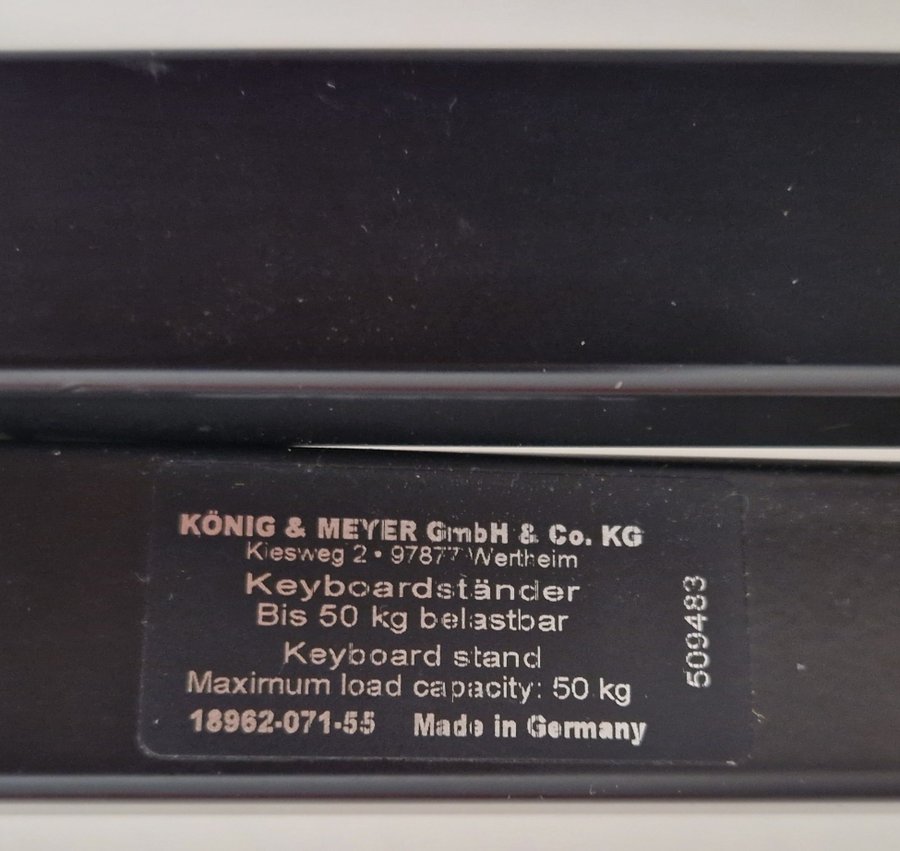 KÖNIG & MEYER GmbH & Co. KG
Kiesweg 2 • 97877 Wertheim
Keyboardständer
Bis 50 kg belastbar
Keyboard stand
Maximum load capacity: 50 kg
18962-071-55 Made in Germany
509483